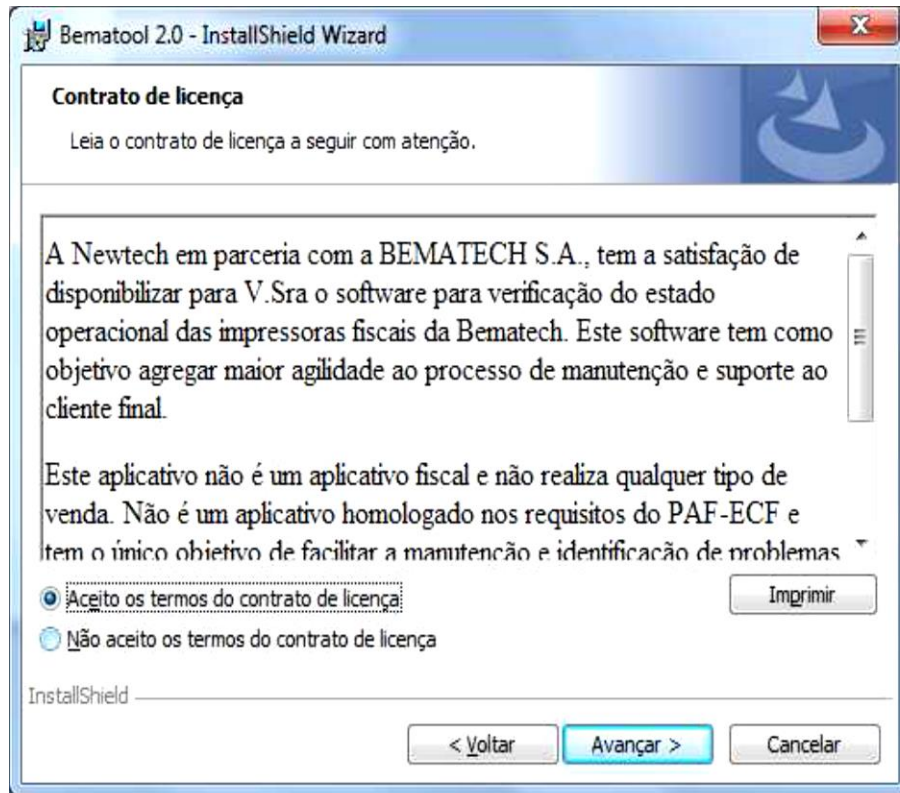 Bematool 2.0 - InstallShield Wizard
Contrato de licença
Leia o contrato de licença a seguir com atenção.
A Newtech em parceria com a BEMATECH S.A., tem a satisfação de
disponibilizar para V.Sra o software para verificação do estado
operacional das impressoras fiscais da Bematech. Este software tem como
objetivo agregar maior agilidade ao processo de manutenção e suporte ao
cliente final.
Este aplicativo não é um aplicativo fiscal e não realiza qualquer tipo de
venda. Não é um aplicativo homologado nos requisitos do PAF-ECF e
tem o único objetivo de facilitar a manutenção e identificação de problemas
Aceito os termos do contrato de licença
Imprimir
Não aceito os termos do contrato de licença
InstallShield
< Voltar
Avançar >
Cancelar